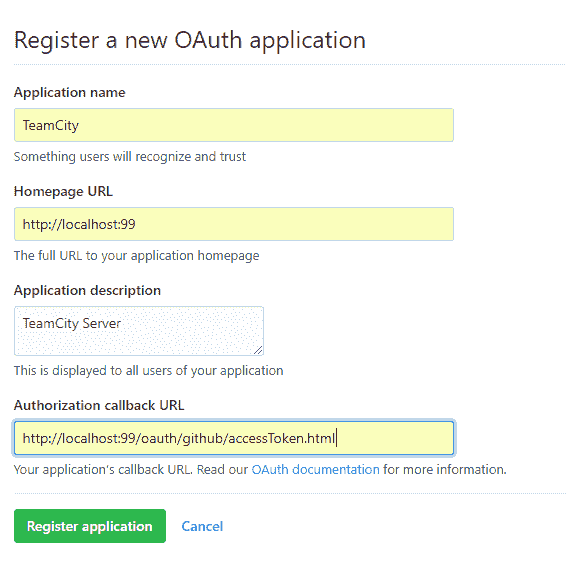 Register a new OAuth application
Application name
TeamCity
Something users will recognize and trust
Homepage URL
http://localhost:99
The full URL to your application homepage
Application description
TeamCity Server
This is displayed to all users of your application
Authorization callback URL
http://localhost:99/oauth/github/accessToken.html
Your application's callback URL. Read our OAuth documentation for more information.
Register application Cancel